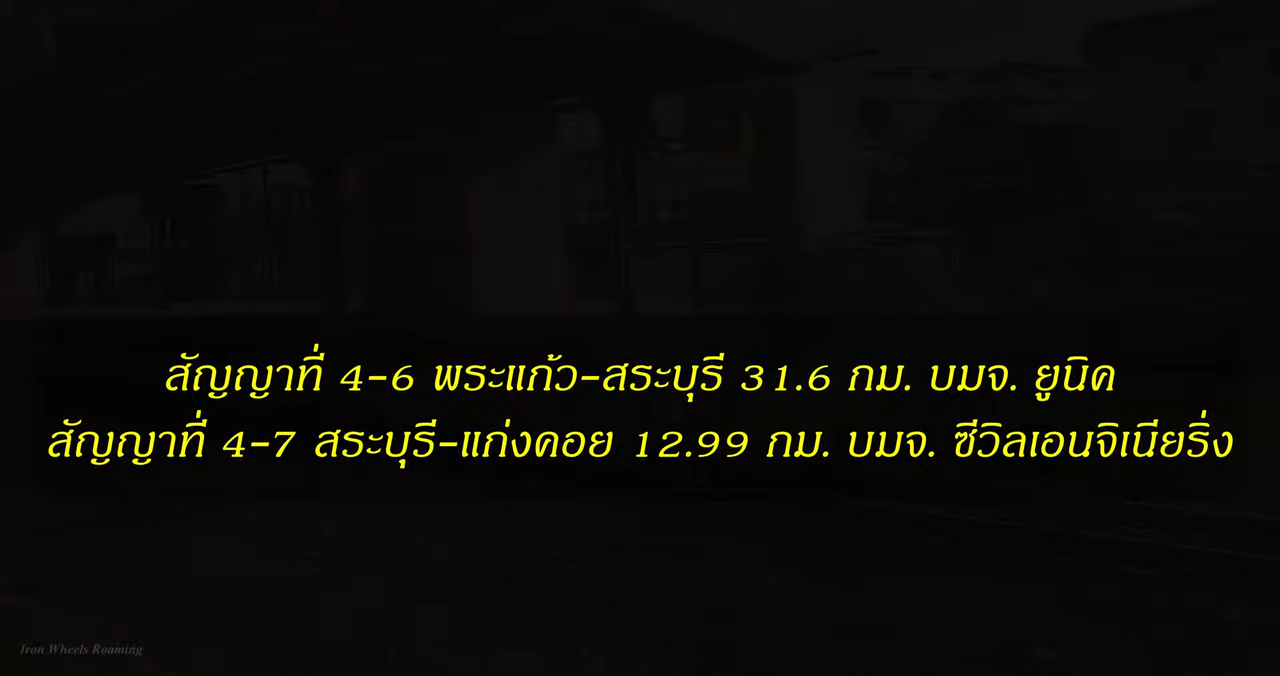 สัญญาที่ 4-6 พระแก้ว-สระบุรี 31.6 กม. บมจ. ยูนิค
สัญญาที่ 4-7 สระบุรี-แก่งคอย 12.99 กม. บมจ. ซีวิลเอนจิเนียริ่ง
Iron Wheels Roaming